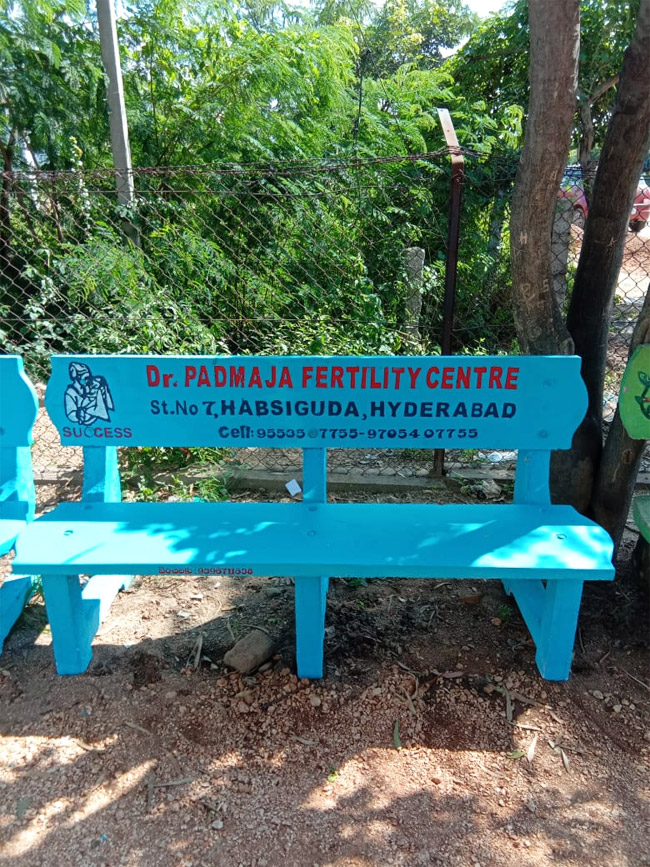 Dr. PADMAJA FERTILITY CENTRE
St. No 7, HABSIGUDA, HYDERABAD
Cell: 95535 07755 - 97054 07755
SUCCESS